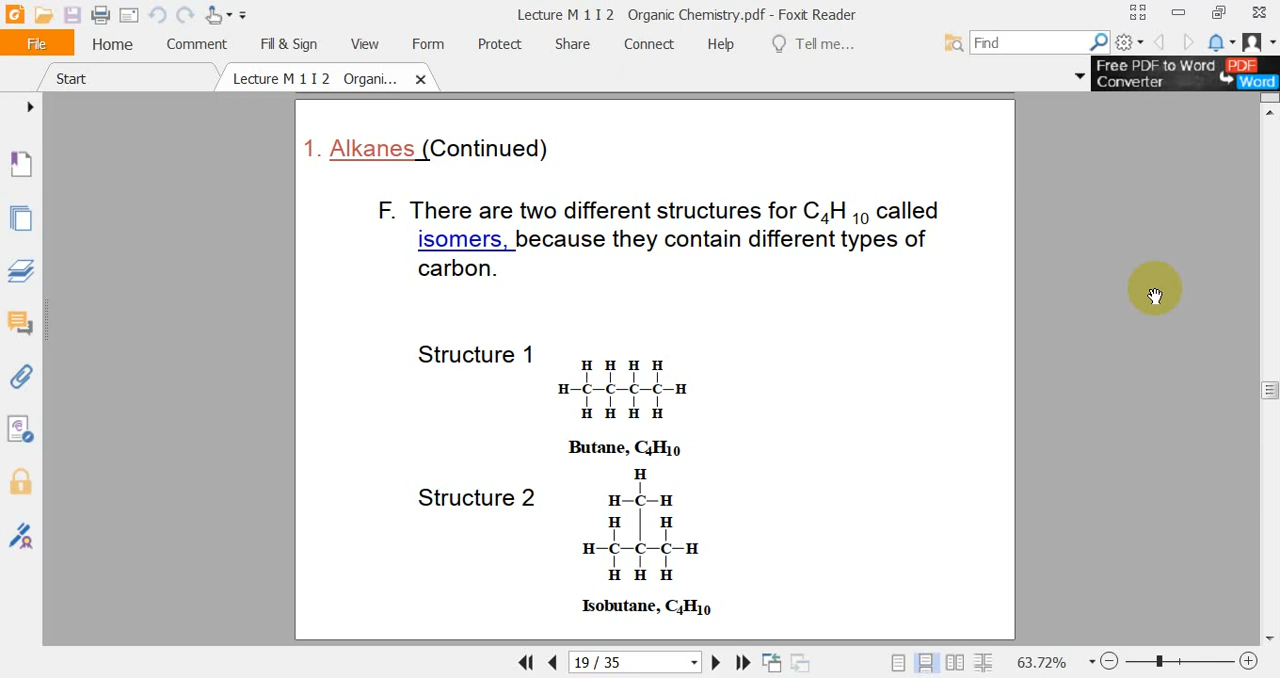 Lecture M 1 I 2 Organic Chemistry.pdf - Foxit Reader
File Home Comment Fill & Sign View Form Protect Share Connect Help Tell me... Find
Start Lecture M 1 I 2 Organi... Free PDF to Word Converter PDF Word
1. Alkanes (Continued)
F. There are two different structures for C4H 10 called
isomers, because they contain different types of
carbon.
Structure 1
H H H H
H—C—C—C—C—H
H H H H
Butane, C4H10
Structure 2
H
H—C—H
H H
H—C—C—C—H
H H H
Isobutane, C4H10
19 / 35 63.72%